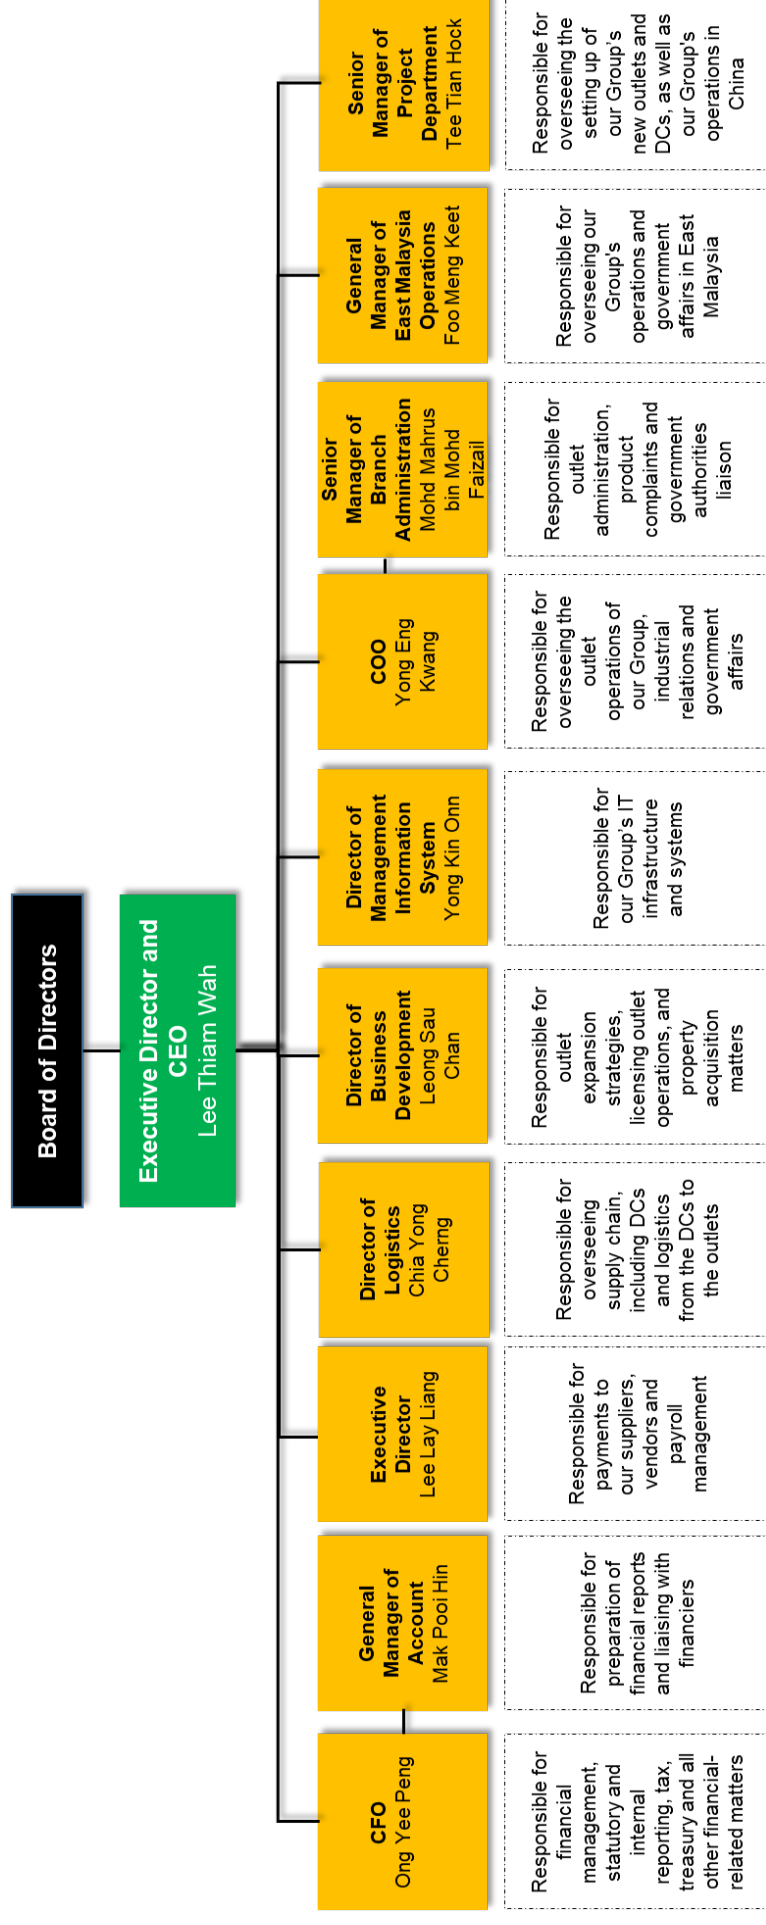 Board of Directors
Executive Director and
CEO
Lee Thiam Wah
CFO
Ong Yee Peng
General
Manager of
Account
Mak Pooi Hin
Executive
Director
Lee Lay Liang
Director of
Logistics
Chia Yong
Cherng
Director of
Business
Development
Leong Sau
Chan
Director of
Management
Information
System
Yong Kin Onn
COO
Yong Eng
Kwang
Senior
Manager of
Branch
Administration
Mohd Mahrus
bin Mohd
Faizail
General
Manager of
East Malaysia
Operations
Foo Meng Keet
Senior
Manager of
Project
Department
Tee Tian Hock
Responsible for
financial
management,
statutory and
internal
reporting, tax,
treasury and all
other financial-
related matters
Responsible for
preparation of
financial reports
and liaising with
financiers
Responsible for
payments to
our suppliers,
vendors and
payroll
management
Responsible for
overseeing
supply chain,
including DCs
and logistics
from the DCs to
the outlets
Responsible for
outlet
expansion
strategies,
licensing outlet
operations, and
property
acquisition
matters
Responsible for
our Group's IT
infrastructure
and systems
Responsible for
overseeing the
outlet
operations of
our Group,
industrial
relations and
government
affairs
Responsible for
outlet
administration,
product
complaints and
government
authorities
liaison
Responsible for
overseeing our
Group's
operations and
government
affairs in East
Malaysia
Responsible for
overseeing the
setting up of
our Group's
new outlets and
DCs, as well as
our Group's
operations in
China